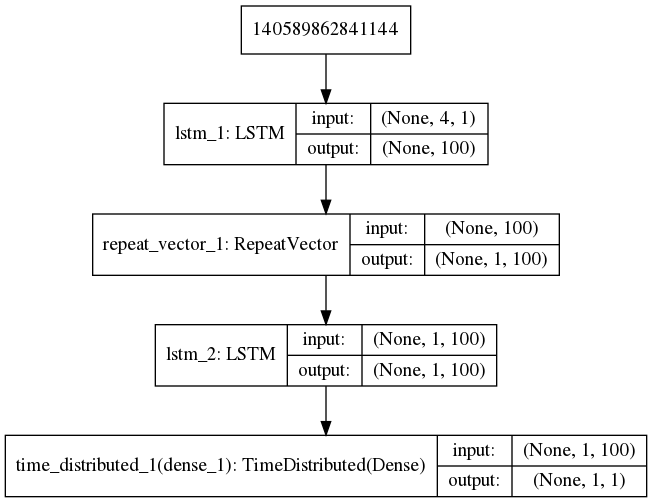 140589862841144
lstm_1: LSTM
input:
(None, 4, 1)
output:
(None, 100)
repeat_vector_1: RepeatVector
input:
(None, 100)
output:
(None, 1, 100)
lstm_2: LSTM
input:
(None, 1, 100)
output:
(None, 1, 100)
time_distributed_1(dense_1): TimeDistributed(Dense)
input:
(None, 1, 100)
output:
(None, 1, 1)